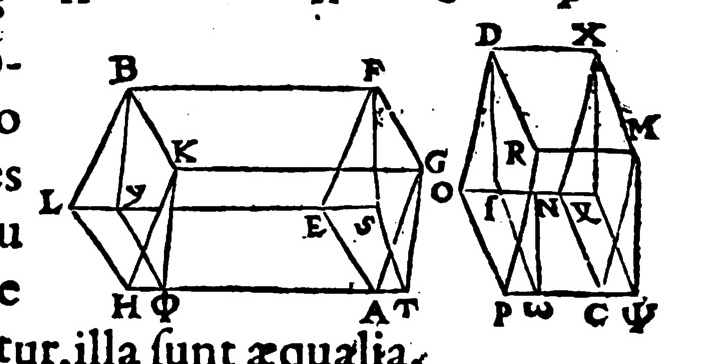 D X
B F
M
o K R
es G O
L y E S I N X
u
e H Φ A T P ω C Ψ
tur, illa sunt æqualia.